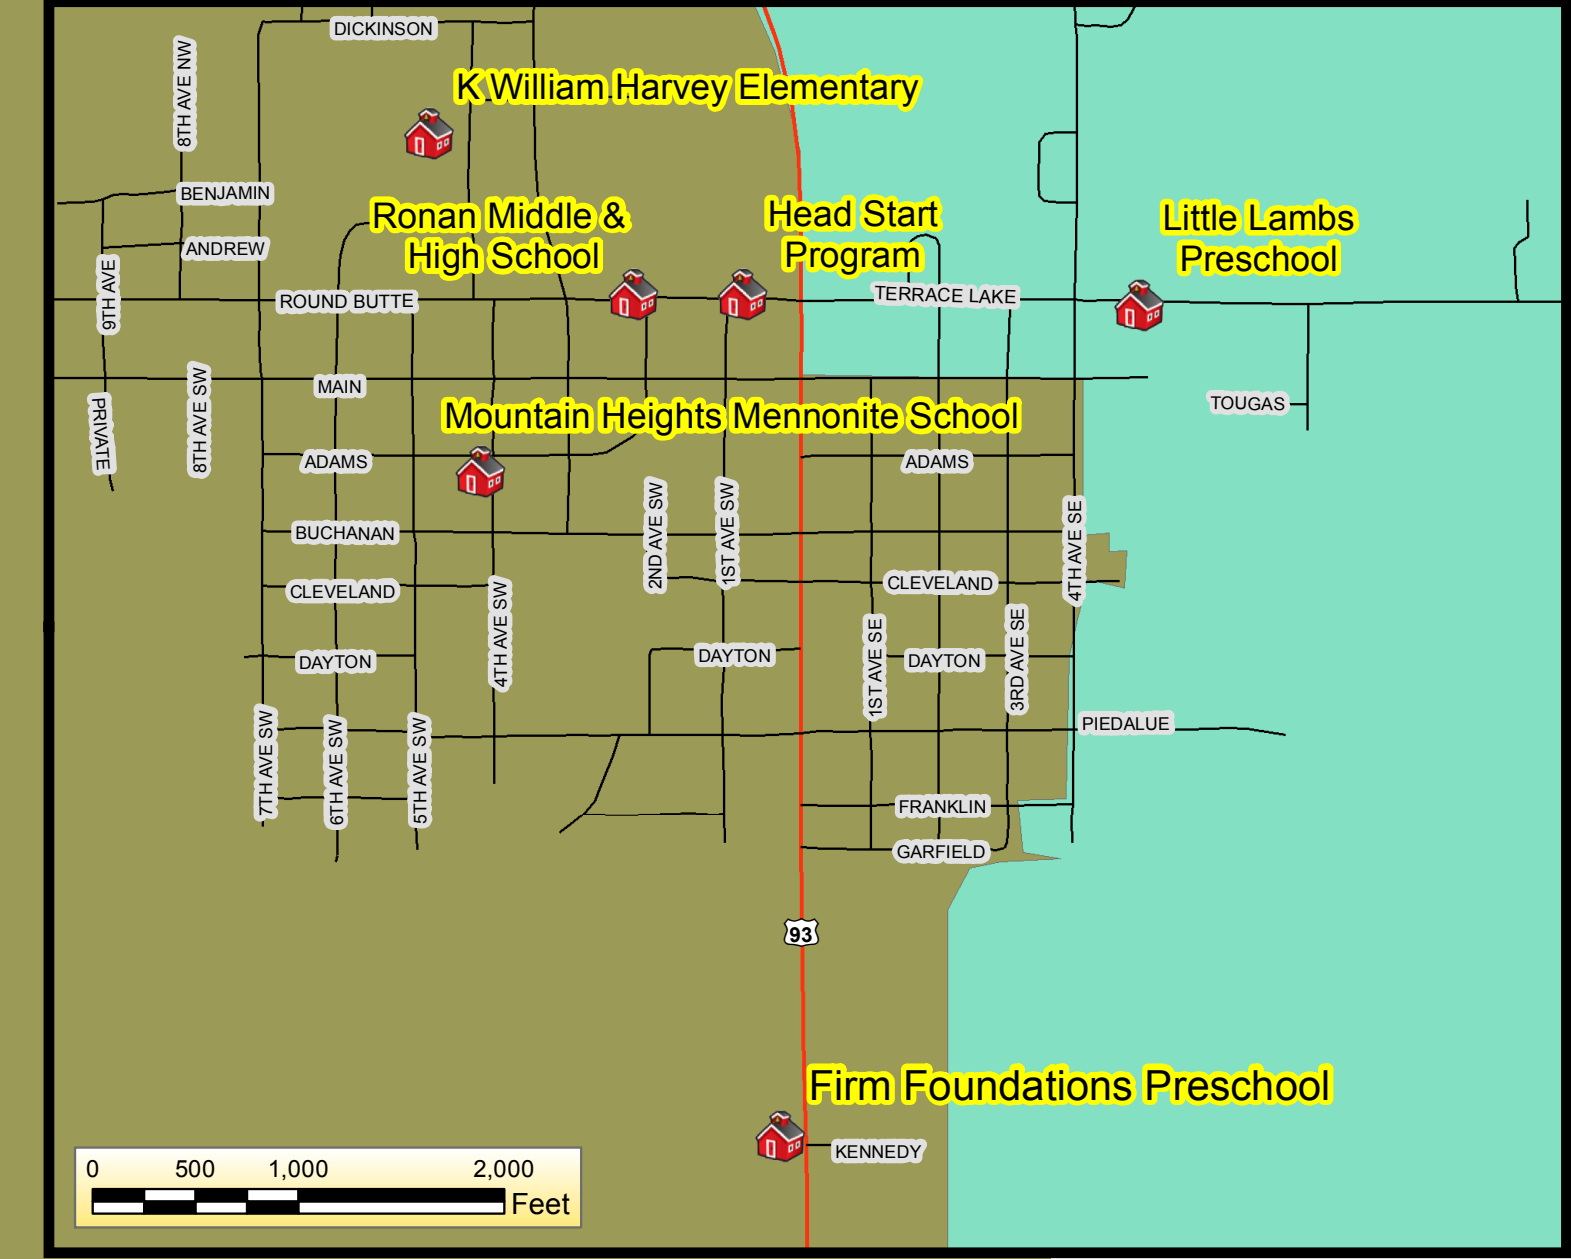 DICKINSON
8TH AVE NW
K William Harvey Elementary
BENJAMIN
Ronan Middle &
High School
Head Start
Program
Little Lambs
Preschool
ANDREW
9TH AVE
ROUND BUTTE
TERRACE LAKE
MAIN
PRIVATE
8TH AVE SW
TOUGAS
Mountain Heights Mennonite School
ADAMS
ADAMS
BUCHANAN
2ND AVE SW
1ST AVE SW
4TH AVE SE
CLEVELAND
CLEVELAND
4TH AVE SW
DAYTON
DAYTON
1ST AVE SE
DAYTON
3RD AVE SE
PIEDALUE
7TH AVE SW
6TH AVE SW
5TH AVE SW
FRANKLIN
GARFIELD
93
Firm Foundations Preschool
KENNEDY
0 500 1,000 2,000
Feet